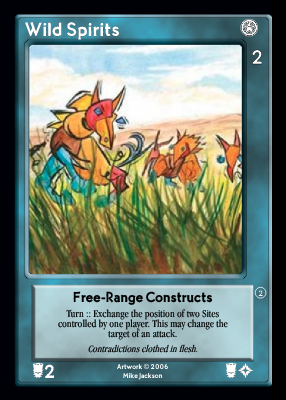 Wild Spirits
2
Free-Range Constructs
2
Turn :: Exchange the position of two Sites
controlled by one player. This may change the
target of an attack.
Contradictions clothed in flesh.
2
Artwork © 2006
Mike Jackson